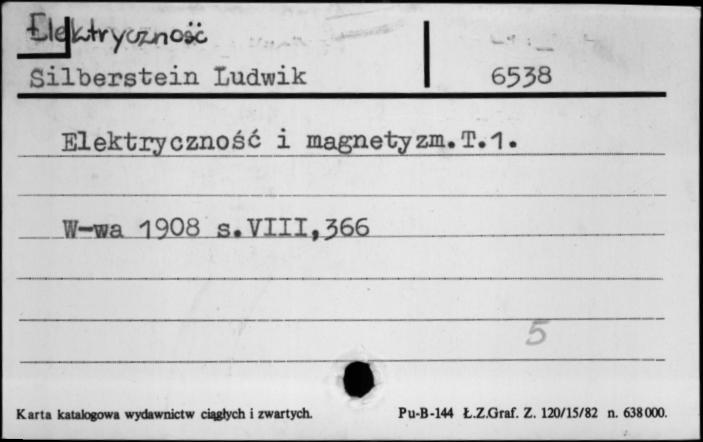 Elektryczność
Silberstein Ludwik 6538
Elektryczność i magnetyzm.T.1.
W-wa 1908 s.VIII,366
5
Karta katalogowa wydawnictw ciągłych i zwartych. Pu-B-144 Ł.Z.Graf. Z. 120/15/82 n. 638000.